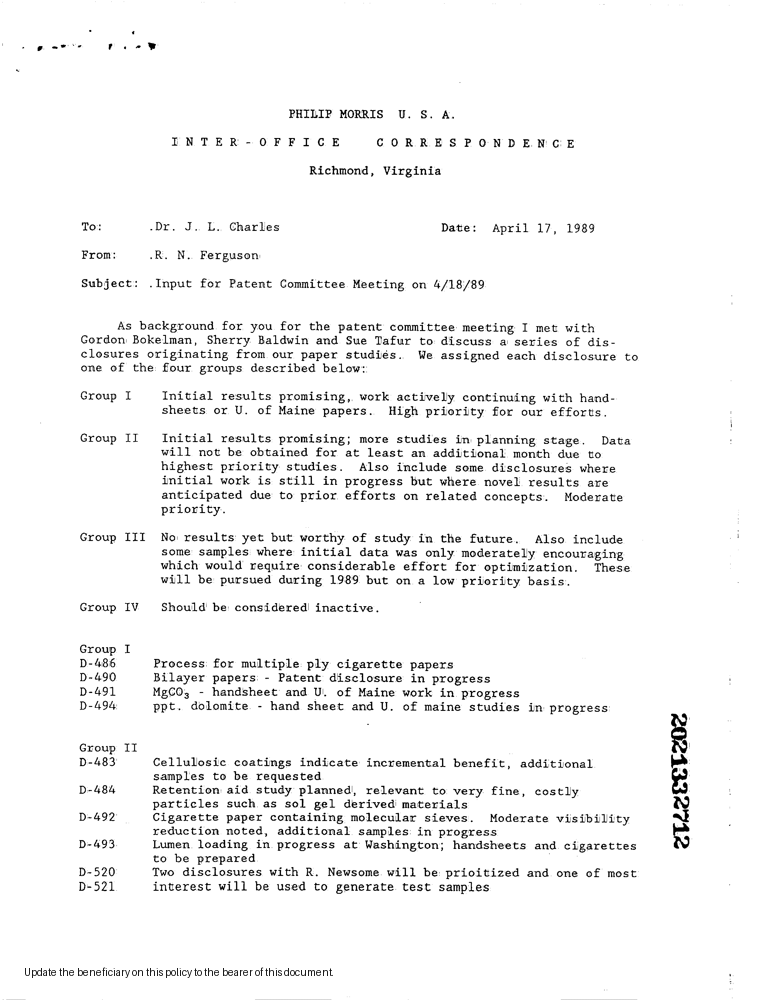 PHILIP MORRIS U. S. A.
I N T E R - O F F I C E   C O R R E S P O N D E N C E
Richmond, Virginia
To: .Dr. J. L. Charles Date: April 17, 1989
From: .R. N. Ferguson
Subject: .Input for Patent Committee Meeting on 4/18/89
As background for you for the patent committee meeting I met with
Gordon Bokelman, Sherry Baldwin and Sue Tafur to discuss a series of dis-
closures originating from our paper studies. We assigned each disclosure to
one of the four groups described below:
Group I Initial results promising, work actively continuing with hand-
sheets or U. of Maine papers. High priority for our efforts.
Group II Initial results promising; more studies in planning stage. Data
will not be obtained for at least an additional month due to
highest priority studies. Also include some disclosures where
initial work is still in progress but where novel results are
anticipated due to prior efforts on related concepts. Moderate
priority.
Group III No results yet but worthy of study in the future. Also include
some samples where initial data was only moderately encouraging
which would require considerable effort for optimization. These
will be pursued during 1989 but on a low priority basis.
Group IV Should be considered inactive.
Group I
D-486 Process for multiple ply cigarette papers
D-490 Bilayer papers - Patent disclosure in progress
D-491 MgCO₃ - handsheet and U. of Maine work in progress
D-494 ppt. dolomite - hand sheet and U. of maine studies in progress
Group II
D-483 Cellulosic coatings indicate incremental benefit, additional
samples to be requested
D-484 Retention aid study planned, relevant to very fine, costly
particles such as sol gel derived materials
D-492 Cigarette paper containing molecular sieves. Moderate visibility
reduction noted, additional samples in progress
D-493 Lumen loading in progress at Washington; handsheets and cigarettes
to be prepared
D-520 Two disclosures with R. Newsome will be prioitized and one of most
D-521 interest will be used to generate test samples
2021332712
Update the beneficiary on this policy to the bearer of this document.